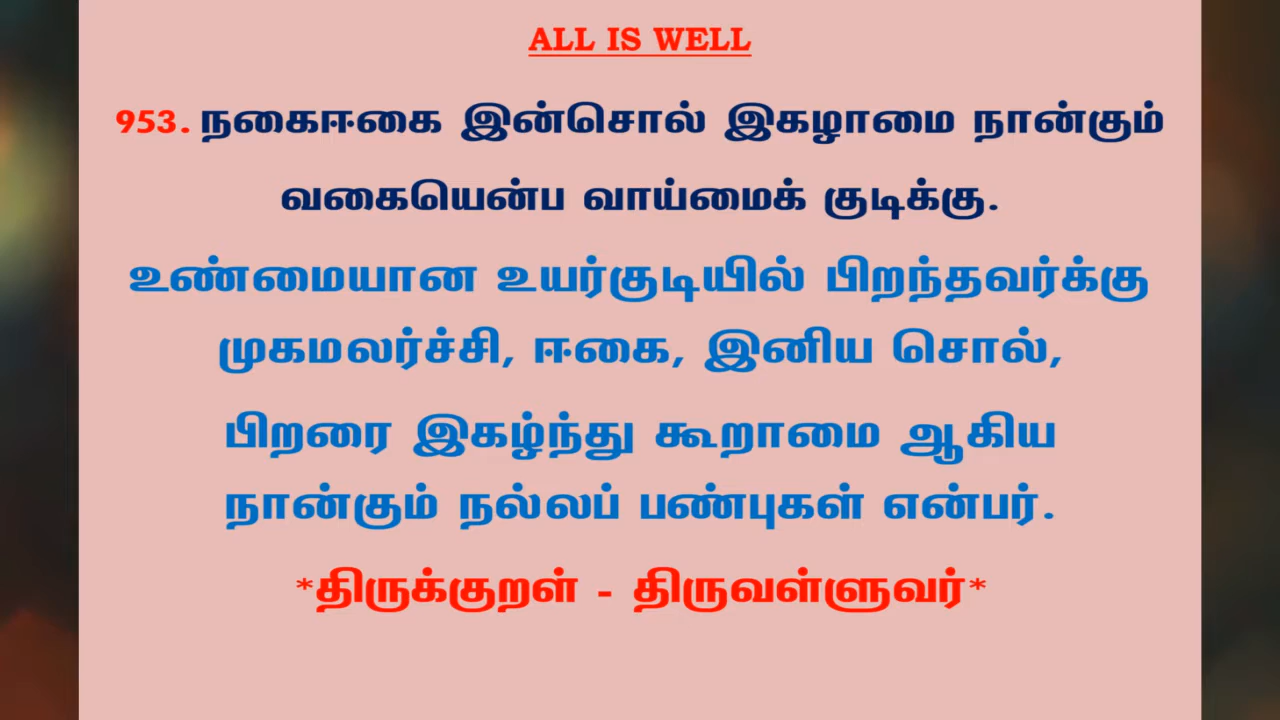 ALL IS WELL
953. நகைஈகை இன்சொல் இகழாமை நான்கும்
வகையென்ப வாய்மைக் குடிக்கு.
உண்மையான உயர்குடியில் பிறந்தவர்க்கு
முகமலர்ச்சி, ஈகை, இனிய சொல்,
பிறரை இகழ்ந்து கூறாமை ஆகிய
நான்கும் நல்லப் பண்புகள் என்பர்.
*திருக்குறள் - திருவள்ளுவர்*